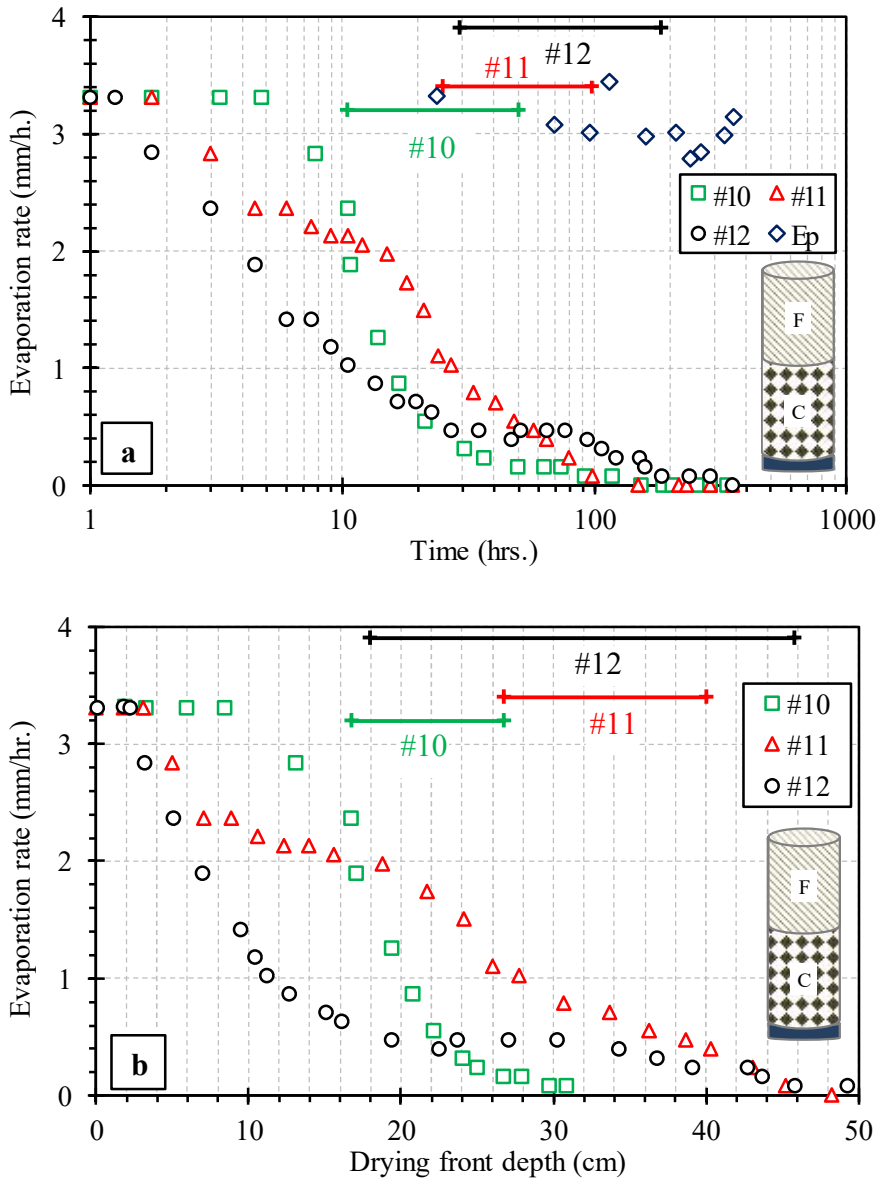 4
3
2
1
0
Evaporation rate (mm/h.)
#12
#11
#10
#10 #11
#12 Ep
F
C
a
1 10 100 1000
Time (hrs.)
4
3
2
1
0
Evaporation rate (mm/hr.)
#12
#10
#11
#10
#11
#12
F
C
b
0 10 20 30 40 50
Drying front depth (cm)